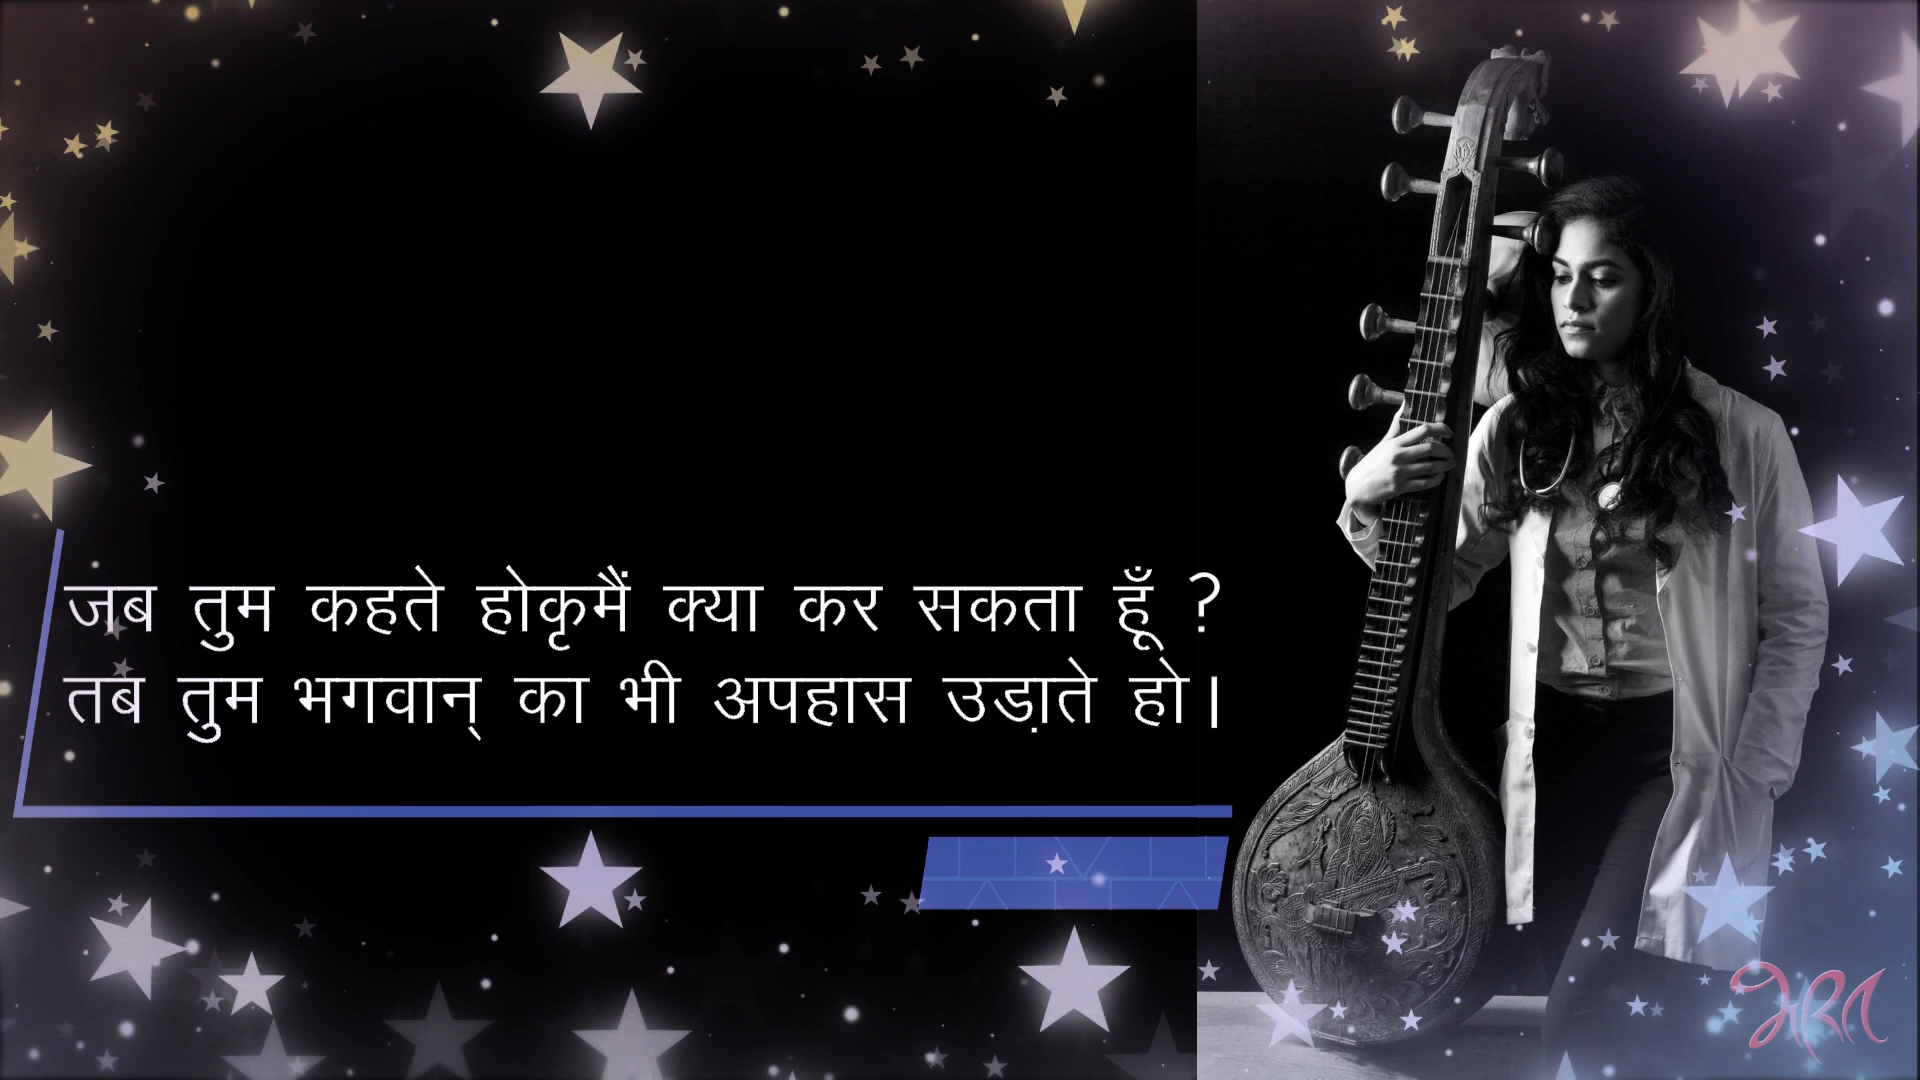 जब तुम कहते होकृमैं क्या कर सकता हूँ ?
तब तुम भगवान् का भी अपहास उडा़ते हो।
भरत